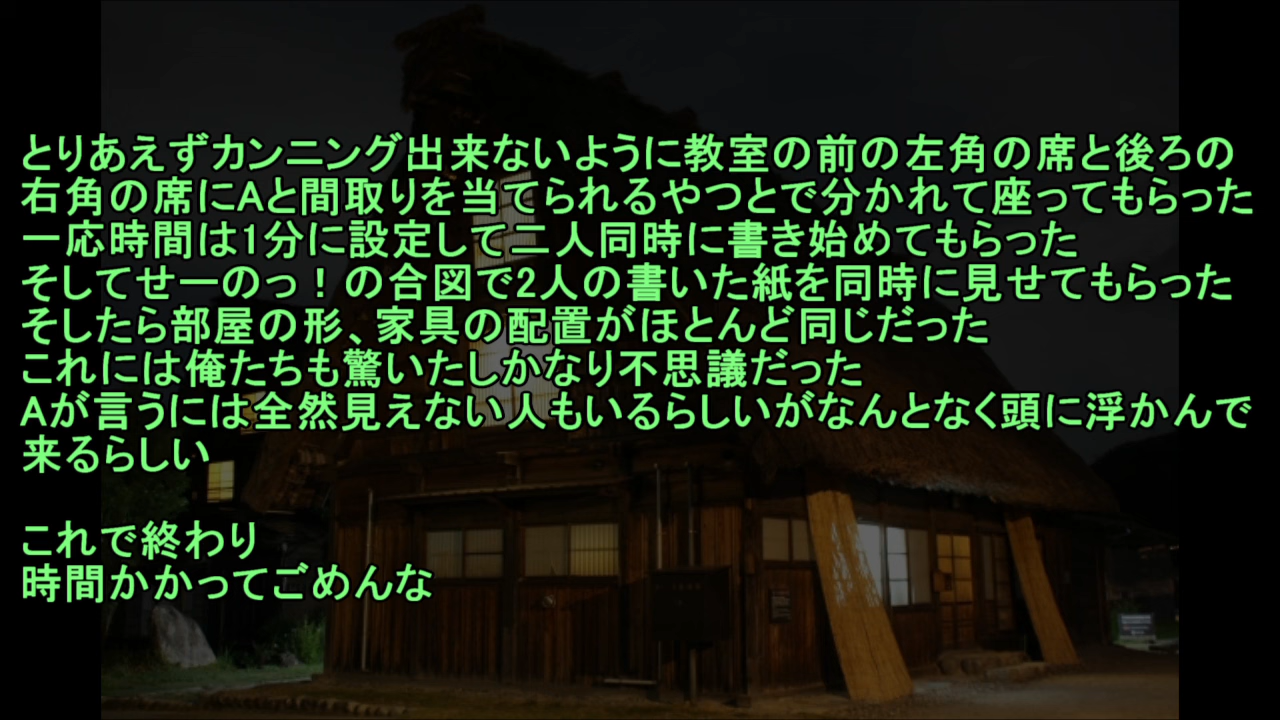 とりあえずカンニング出来ないように教室の前の左角の席と後ろの
右角の席にAと間取りを当てられるやつとで分かれて座ってもらった
一応時間は1分に設定して二人同時に書き始めてもらった
そしてせーのっ！の合図で2人の書いた紙を同時に見せてもらった
そしたら部屋の形、家具の配置がほとんど同じだった
これには俺たちも驚いたしかなり不思議だった
Aが言うには全然見えない人もいるらしいがなんとなく頭に浮かんで
来るらしい
これで終わり
時間かかってごめんな